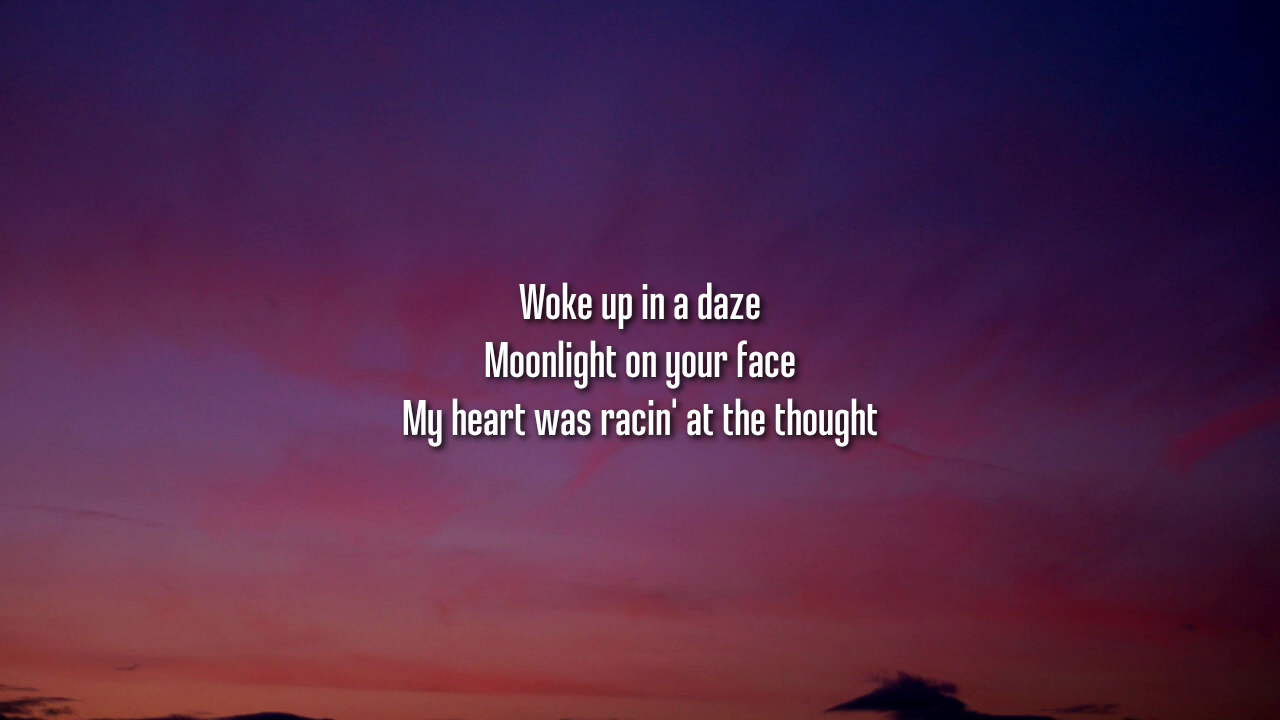 Woke up in a daze
Moonlight on your face
My heart was racin' at the thought